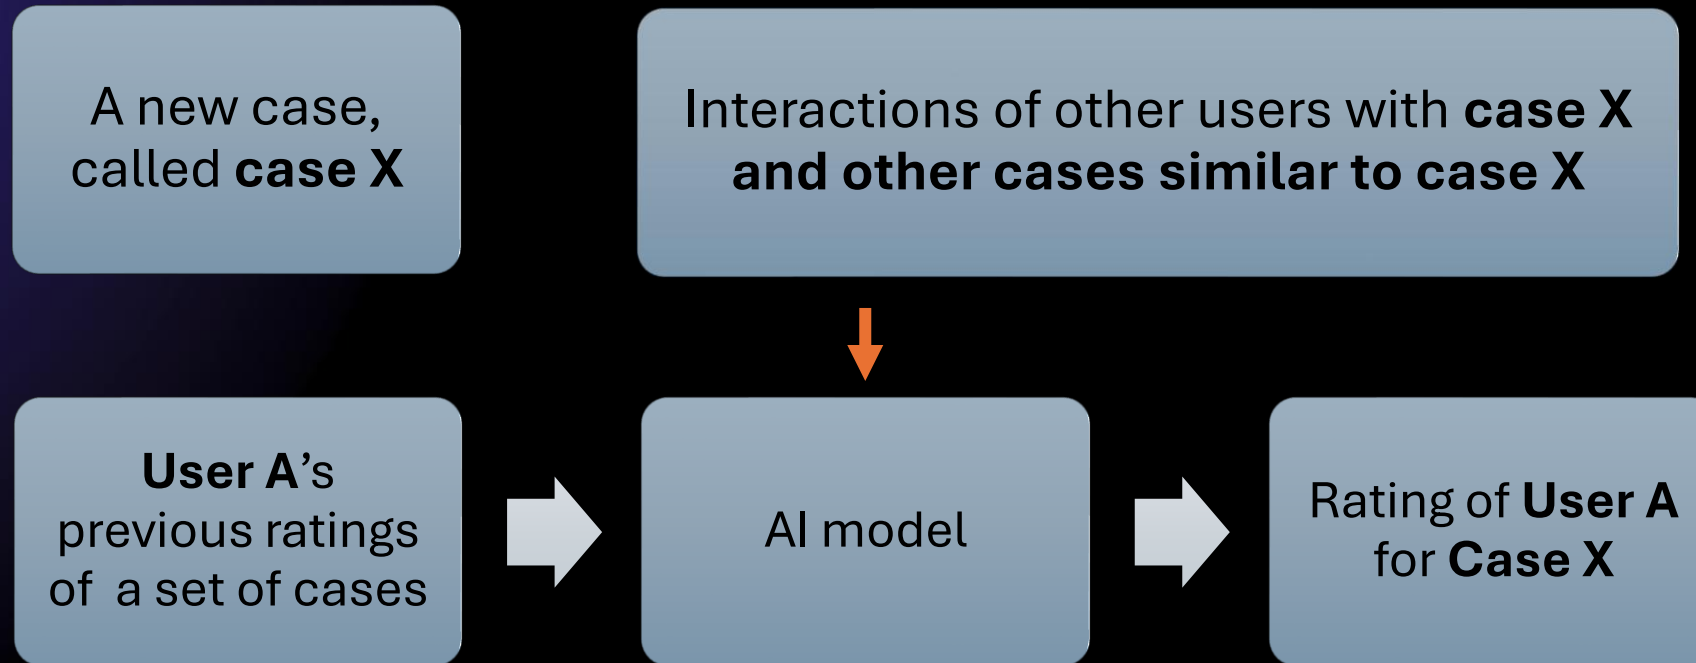 A new case,
called case X
Interactions of other users with case X
and other cases similar to case X
User A’s
previous ratings
of a set of cases
AI model
Rating of User A
for Case X